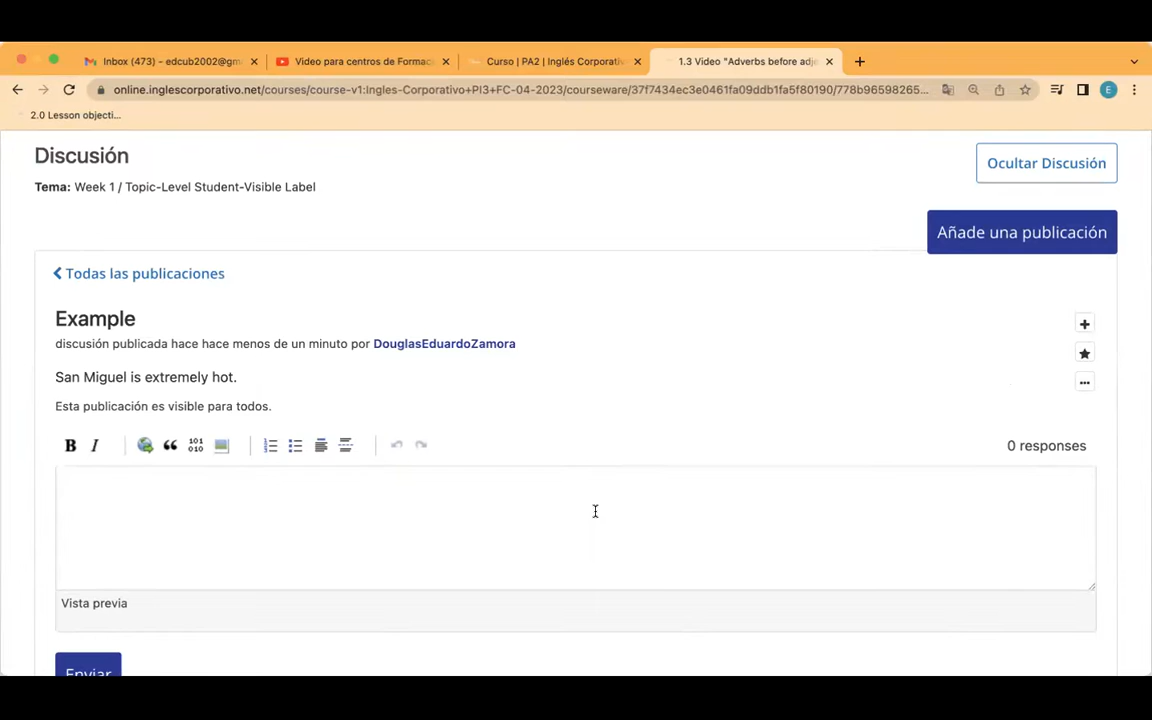 Inbox (473) - edcub2002@gm
Video para centros de Formac
Curso | PA2 | Inglés Corporativ
1.3 Video "Adverbs before adje
online.inglescorporativo.net/courses/course-v1:Ingles-Corporativo+PI3+FC-04-2023/courseware/37f7434ec3e0461fa09ddb1fa5f80190/778b96598265...
E
2.0 Lesson objecti...
Discusión
Ocultar Discusión
Tema: Week 1 / Topic-Level Student-Visible Label
Añade una publicación
Todas las publicaciones
Example
discusión publicada hace hace menos de un minuto por DouglasEduardoZamora
San Miguel is extremely hot.
Esta publicación es visible para todos.
B I 101 010 0 responses
Vista previa
Enviar